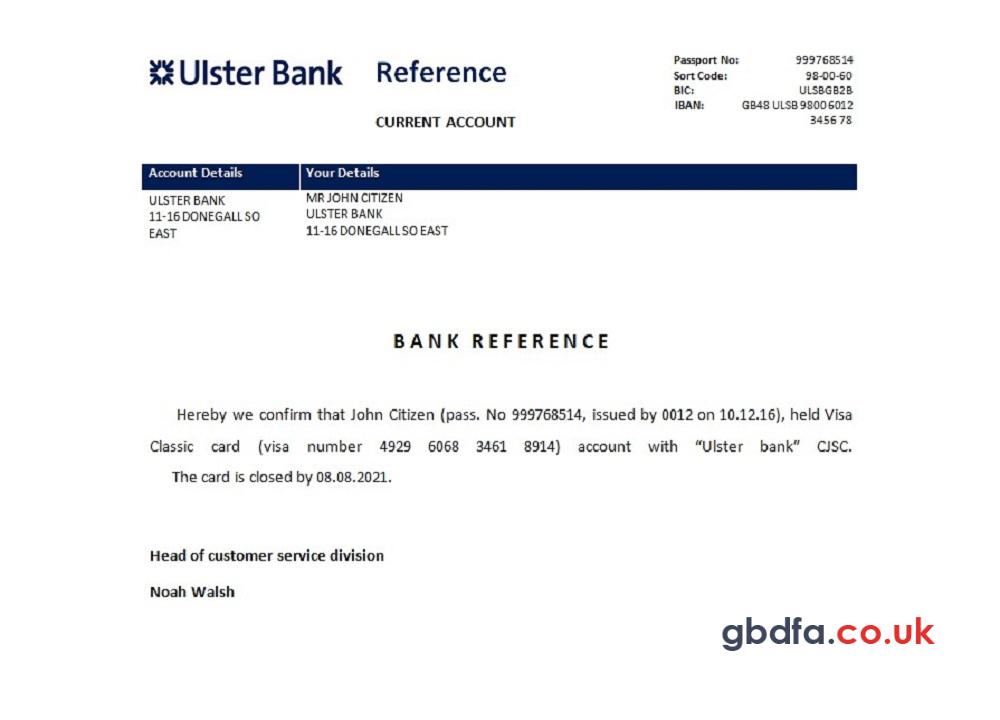 Ulster Bank
Reference
CURRENT ACCOUNT
Passport No: 999768514
Sort Code: 98-00-60
BIC: ULSBGB2B
IBAN: GB48 ULSB 9800 6012
3456 78
Account Details
Your Details
ULSTER BANK
11-16 DONEGALL SO
EAST
MR JOHN CITIZEN
ULSTER BANK
11-16 DONEGALL SO EAST
BANK REFERENCE
Hereby we confirm that John Citizen (pass. No 999768514, issued by 0012 on 10.12.16), held Visa
Classic card (visa number 4929 6068 3461 8914) account with “Ulster bank” CJSC.
The card is closed by 08.08.2021.
Head of customer service division
Noah Walsh
gbdfa.co.uk